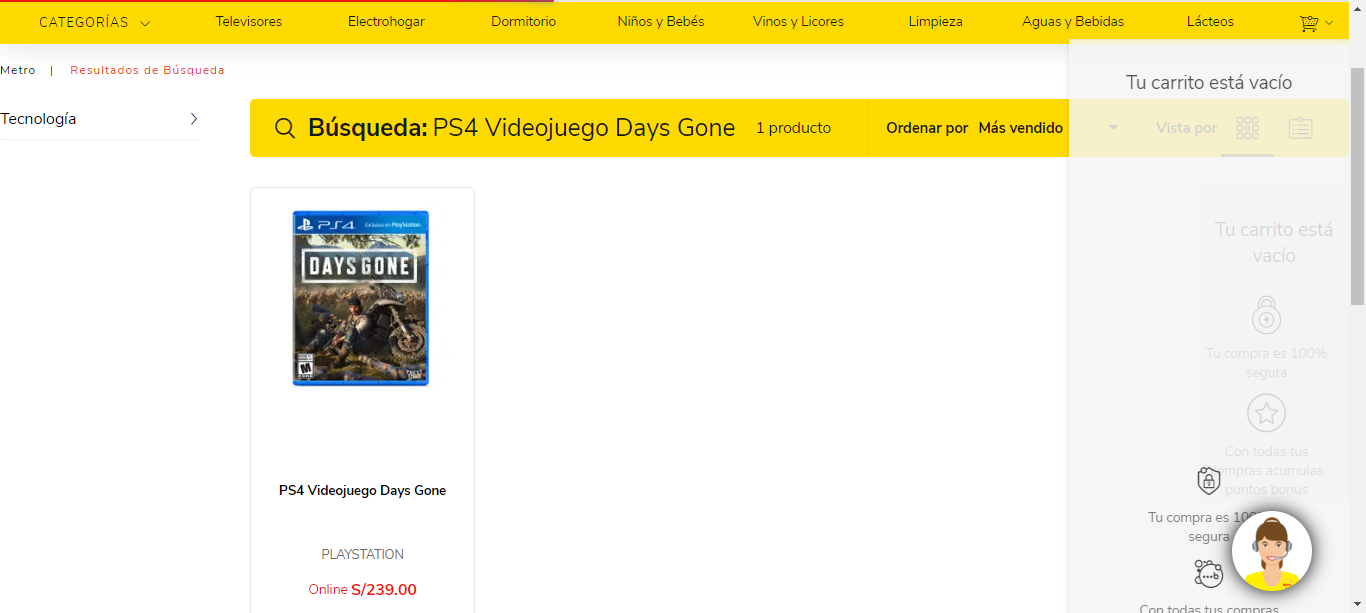 CATEGORÍAS
Televisores
Electrohogar
Dormitorio
Niños y Bebés
Vinos y Licores
Limpieza
Aguas y Bebidas
Lácteos
Metro | Resultados de Búsqueda
Tu carrito está vacío
Tecnología
Búsqueda: PS4 Videojuego Days Gone
1 producto
Ordenar por Más vendido
Vista por
PS4
Exclusivo en PlayStation
DAYS GONE
M
PS4 Videojuego Days Gone
PLAYSTATION
Online S/239.00
Tu carrito está
vacío
Tu compra es 100%
segura
Con todas tus
compras acumulas
puntos bonus
Tu compra es 100%
segura
Con todas tus compras